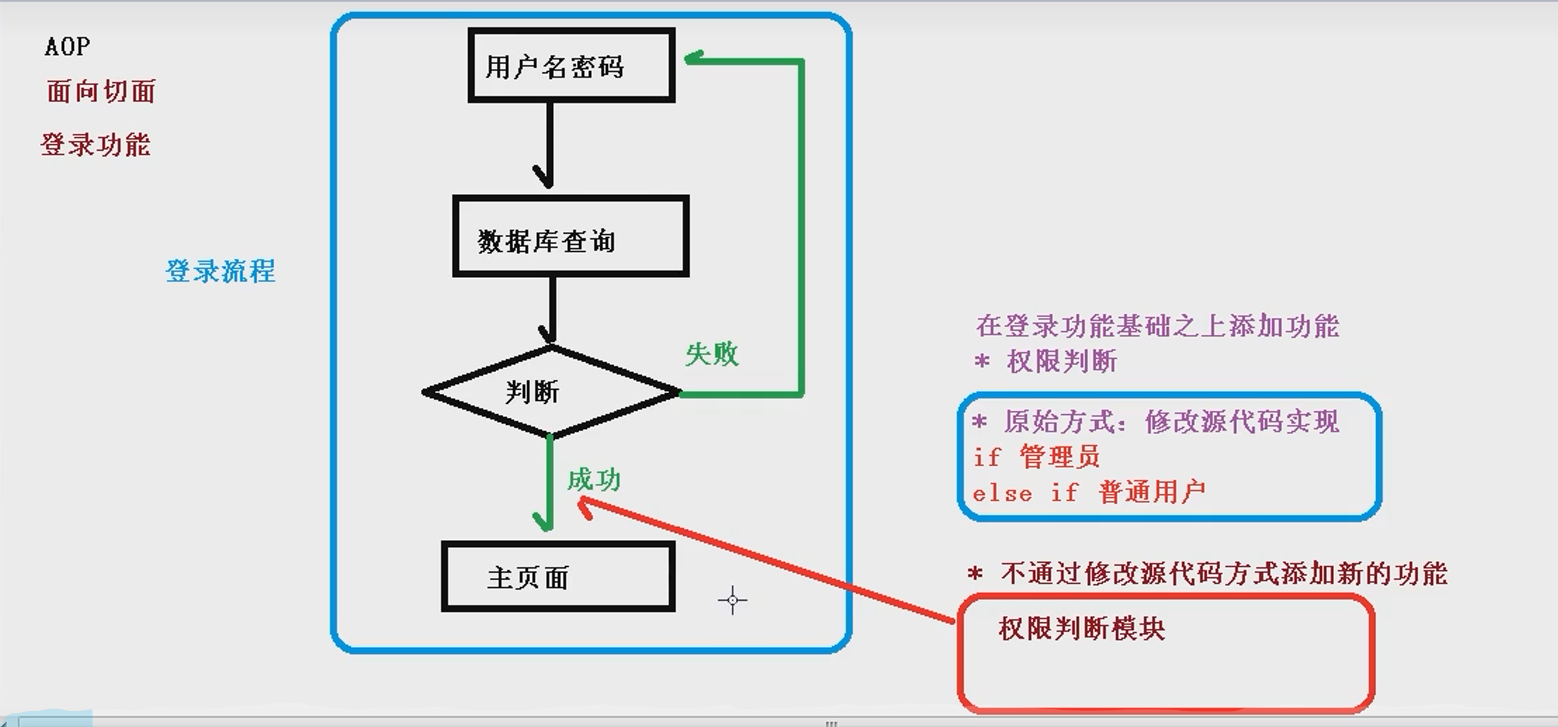 AOP
面向切面
登录功能
登录流程
用户名密码
数据库查询
判断
失败
成功
主页面
在登录功能基础之上添加功能
* 权限判断
* 原始方式：修改源代码实现
if 管理员
else if 普通用户
* 不通过修改源代码方式添加新的功能
权限判断模块